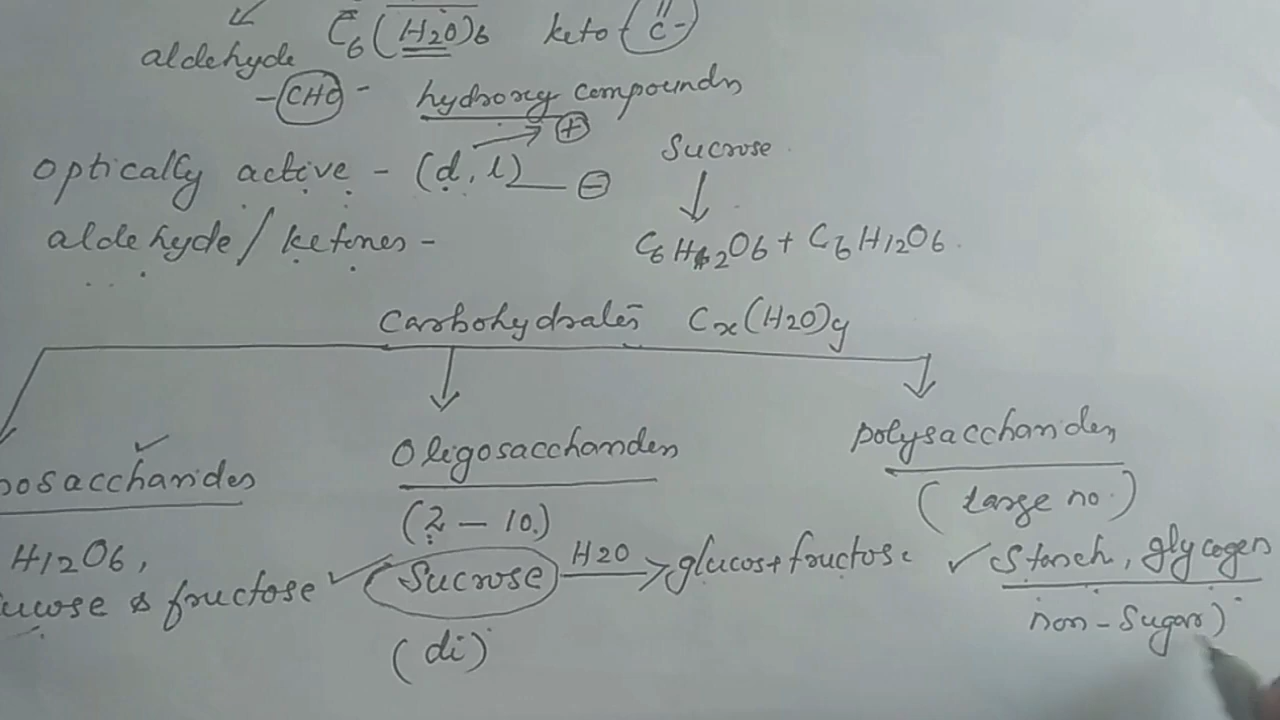 C6(H2O)6 keto (-C-)
aldehyde
-(CHO)- hydroxy compounds
optically active - (d, l) + -
Sucrose
aldehyde/ketones -
C6H12O6 + C6H12O6
Carbohydrates Cx(H2O)y
osaccharides Oligosaccharides polysaccharides
(2 - 10) (Large no.)
H12O6,
ucose & fructose ✓ Sucrose H2O → glucose + fructose ✓ Starch, glycogen
(di) non-Sugars)